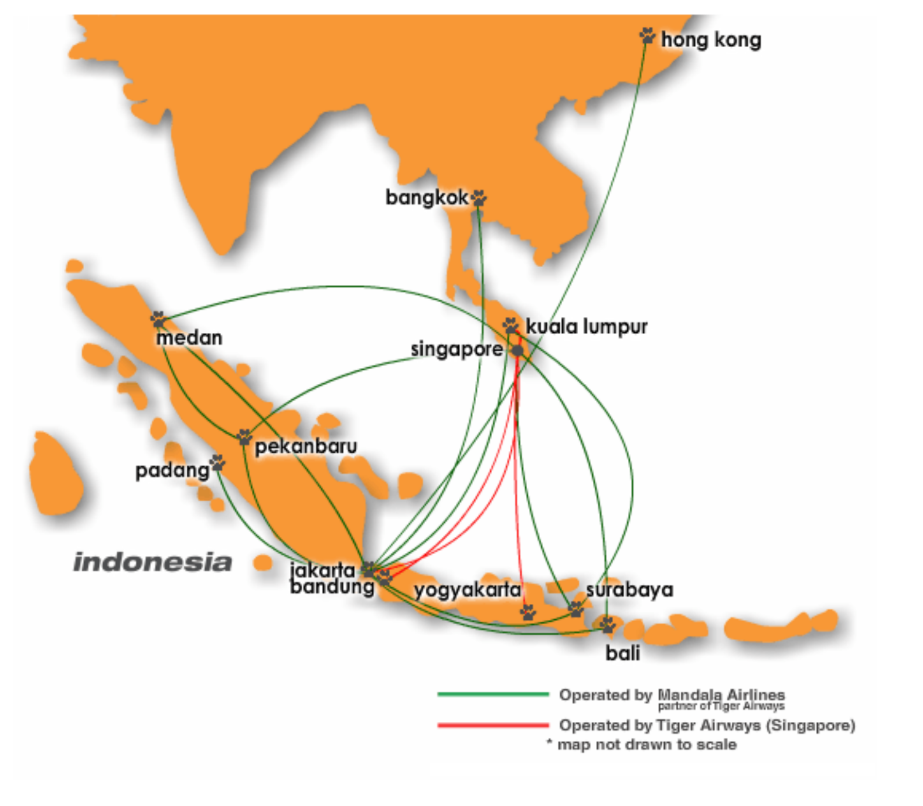 hong kong
bangkok
kuala lumpur
medan
singapore
pekanbaru
padang
indonesia
jakarta
bandung
yogyakarta
surabaya
bali
Operated by Mandala Airlines
partner of Tiger Airways
Operated by Tiger Airways (Singapore)
* map not drawn to scale